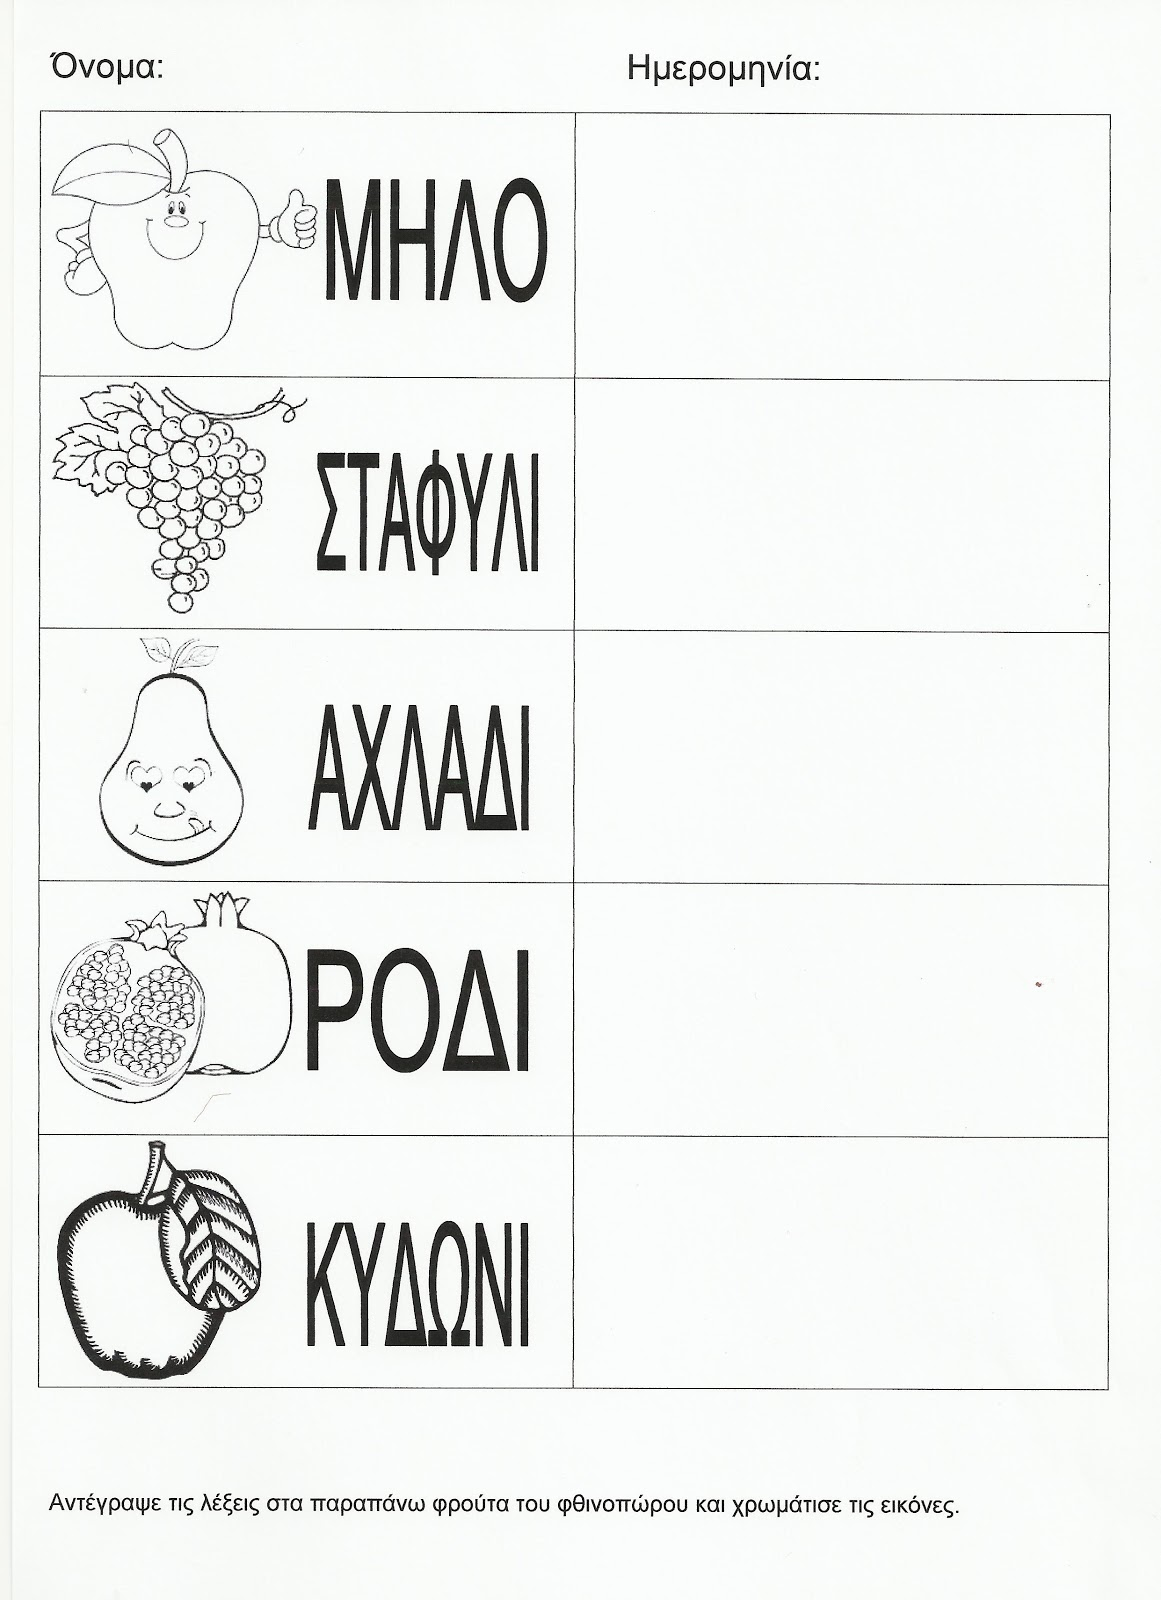 Όνομα:
Ημερομηνία:
ΜΗΛΟ
ΣΤΑΦΥΛΙ
ΑΧΛΑΔΙ
ΡΟΔΙ
ΚΥΔΩΝΙ
Αντέγραψε τις λέξεις στα παραπάνω φρούτα του φθινοπώρου και χρωμάτισε τις εικόνες.